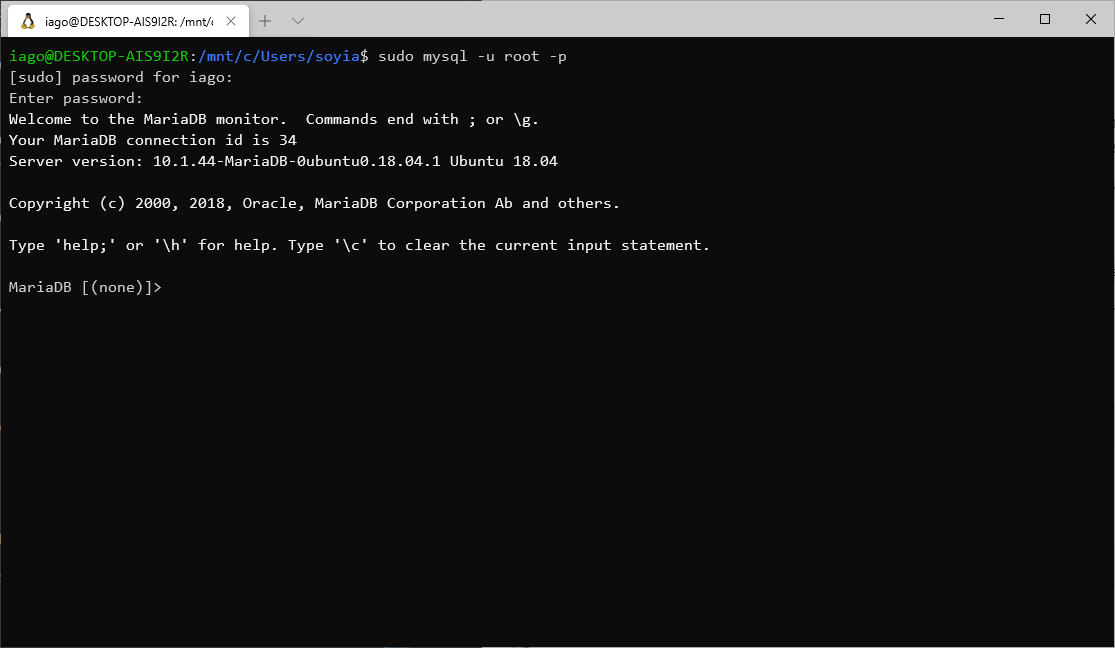 iago@DESKTOP-AIS9I2R: /mnt/c
iago@DESKTOP-AIS9I2R:/mnt/c/Users/soyia$ sudo mysql -u root -p
[sudo] password for iago:
Enter password:
Welcome to the MariaDB monitor.  Commands end with ; or \g.
Your MariaDB connection id is 34
Server version: 10.1.44-MariaDB-0ubuntu0.18.04.1 Ubuntu 18.04
Copyright (c) 2000, 2018, Oracle, MariaDB Corporation Ab and others.
Type 'help;' or '\h' for help. Type '\c' to clear the current input statement.
MariaDB [(none)]>